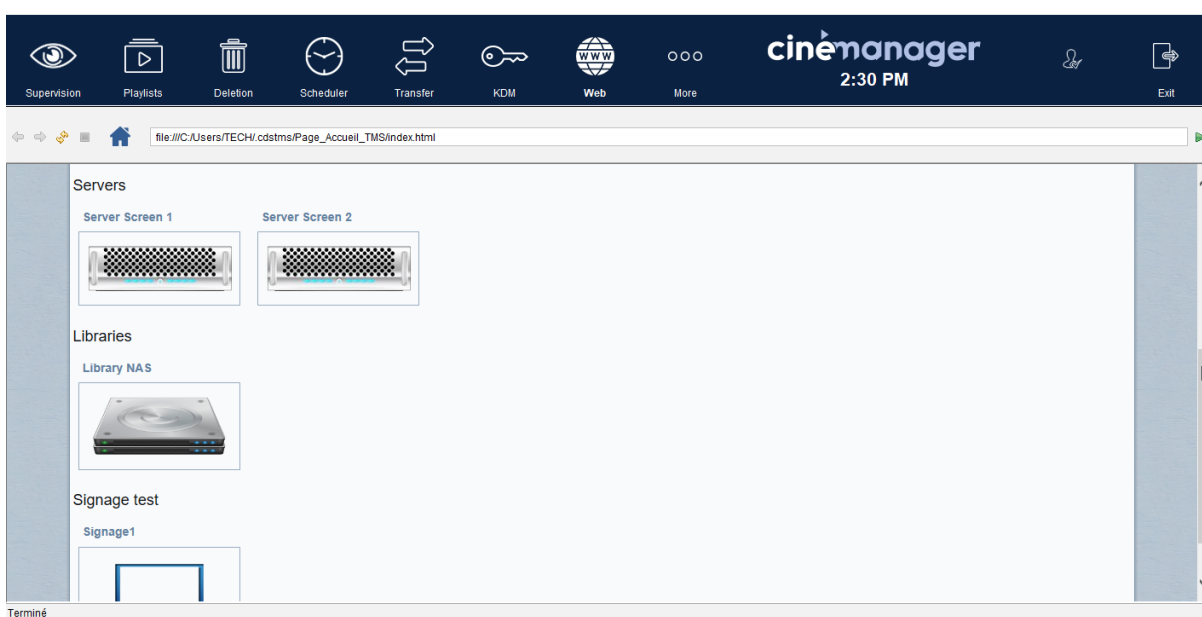 Supervision Playlists Deletion Scheduler Transfer KDM WWW Web More cinémanager 2:30 PM Exit
file:///C:/Users/TECH/.cdstms/Page_Accueil_TMS/index.html
Servers
Server Screen 1 Server Screen 2
Libraries
Library NAS
Signage test
Signage1
Terminé